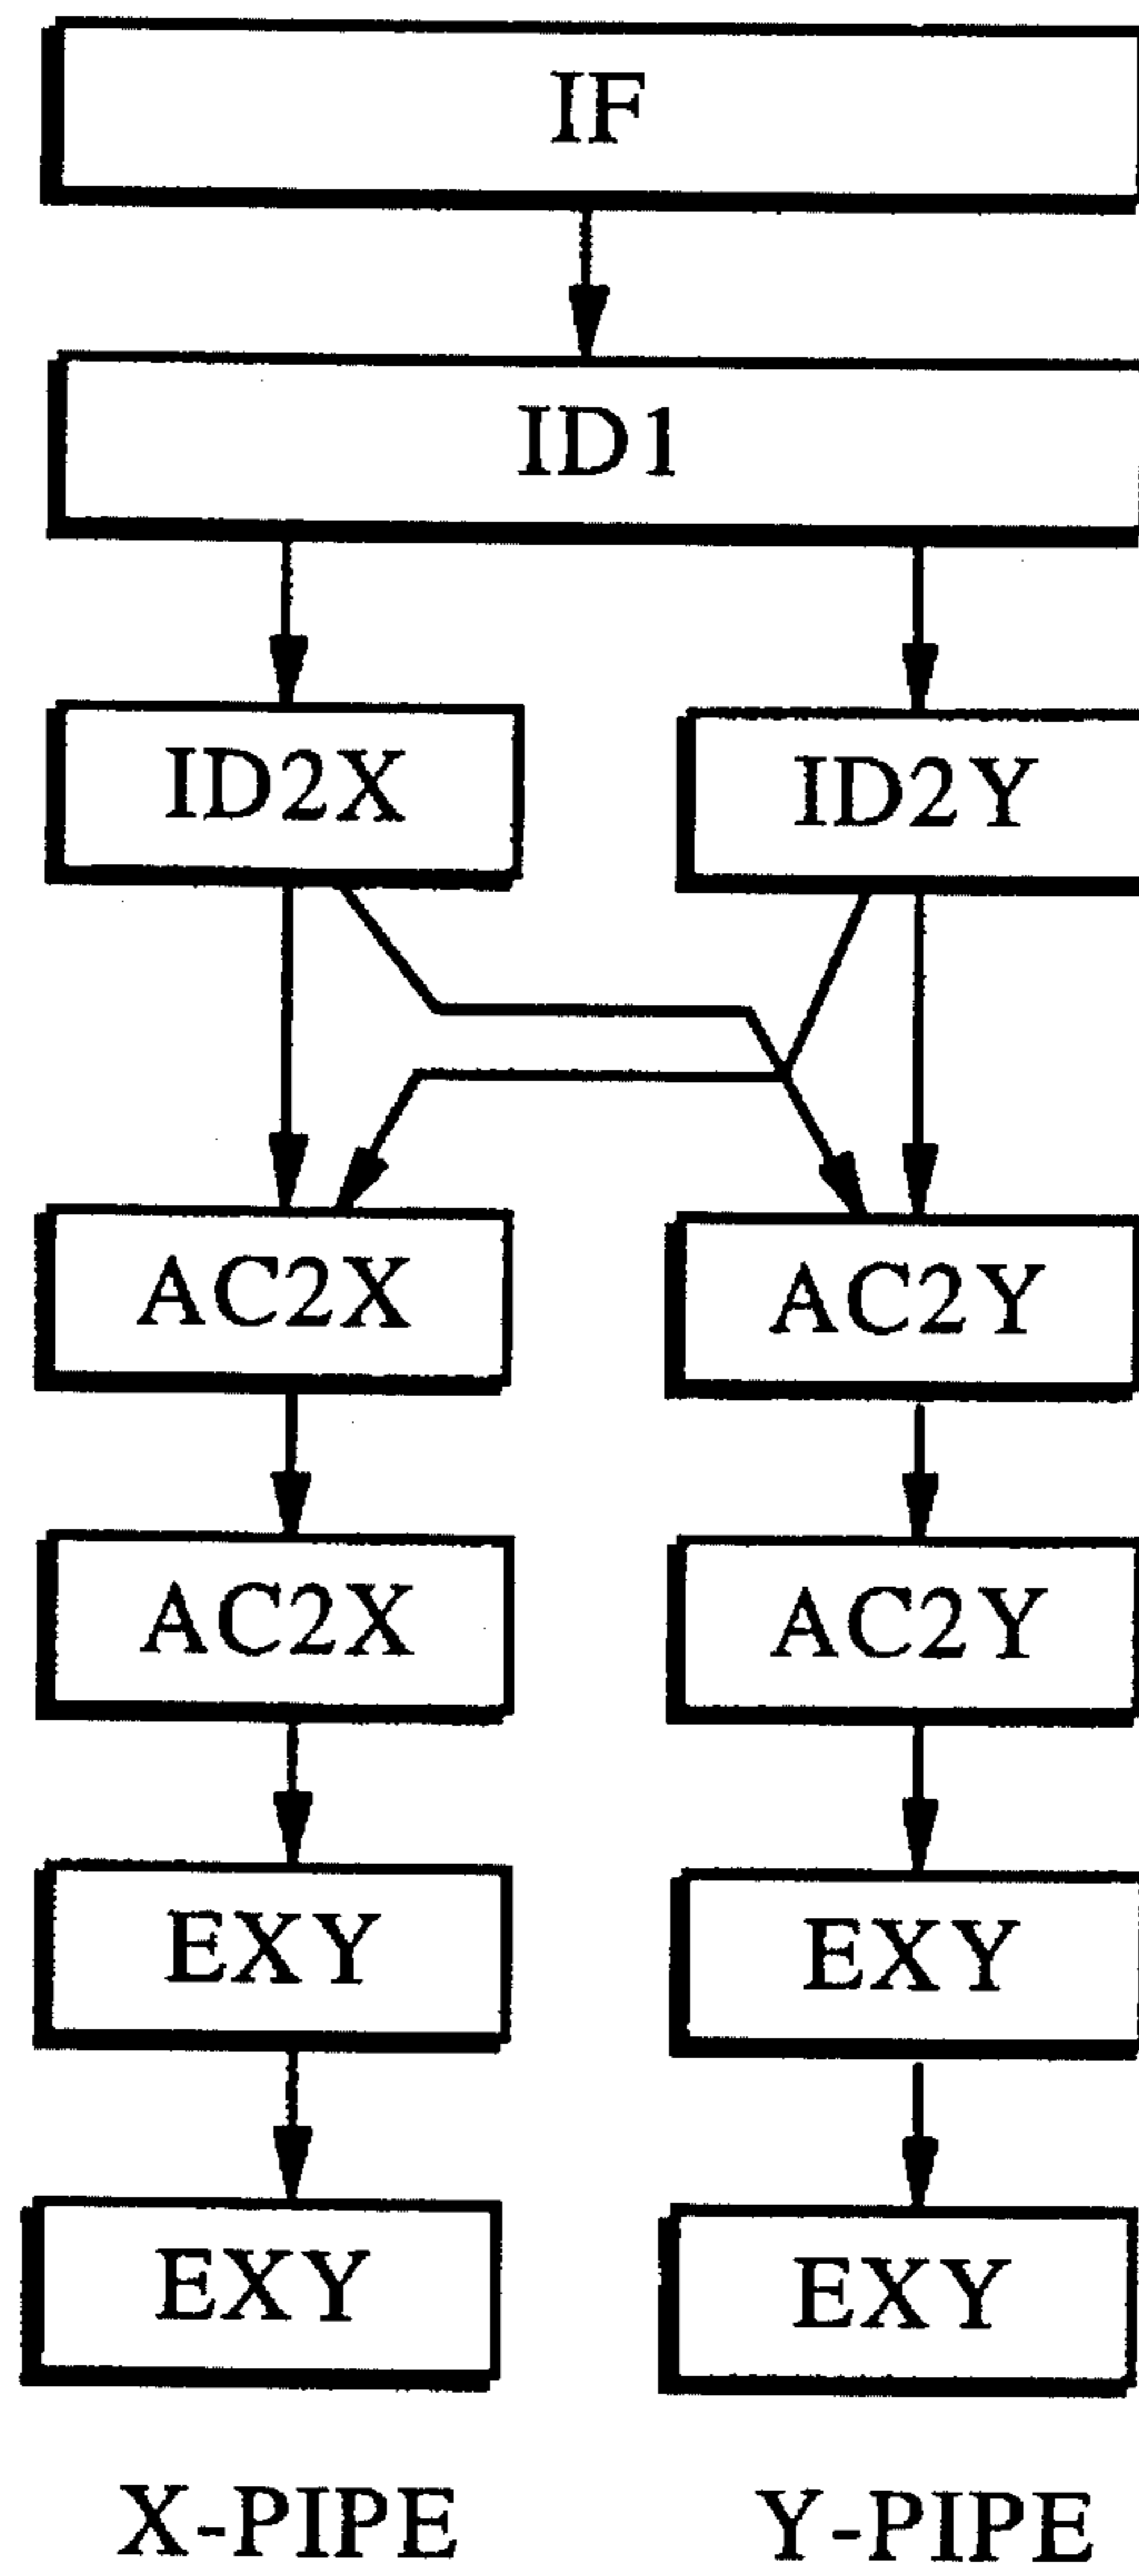 IF
ID1
ID2X ID2Y
AC2X AC2Y
AC2X AC2Y
EXY EXY
EXY EXY
X-PIPE Y-PIPE